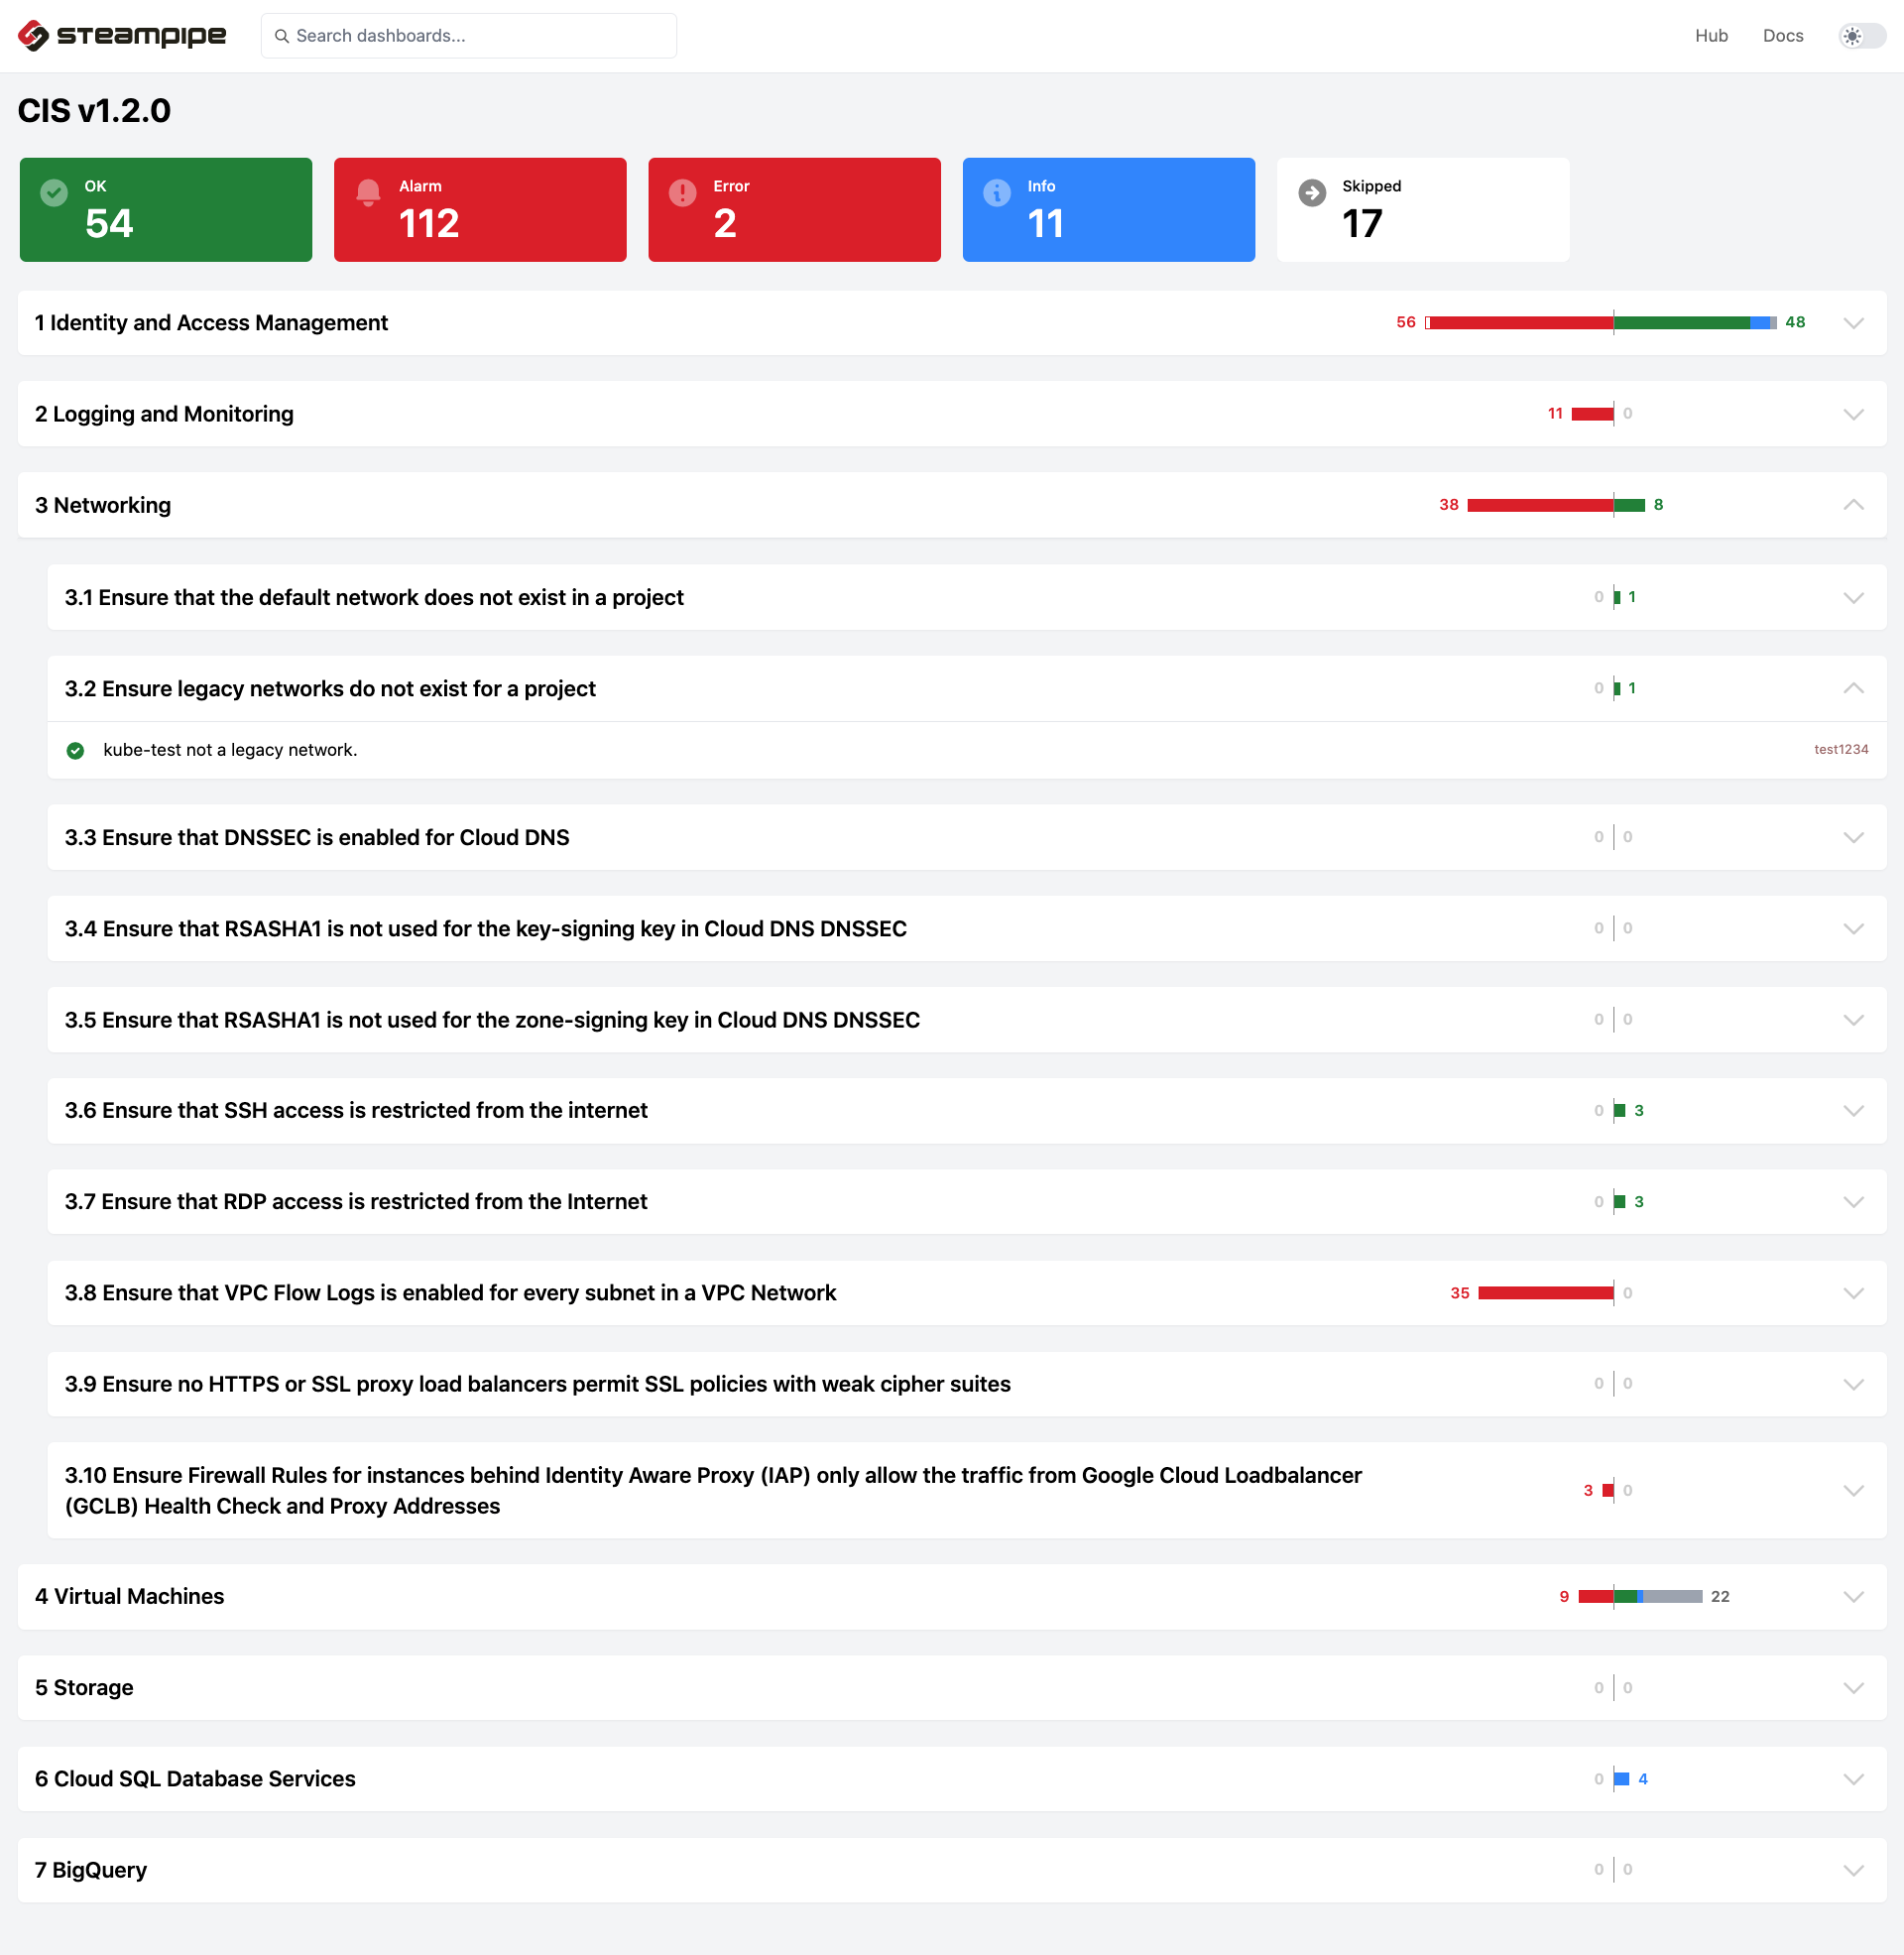 steampipe
Search dashboards...
Hub
Docs
CIS v1.2.0
OK
54
Alarm
112
Error
2
Info
11
Skipped
17
1 Identity and Access Management
56
48
2 Logging and Monitoring
11
0
3 Networking
38
8
3.1 Ensure that the default network does not exist in a project
0
1
3.2 Ensure legacy networks do not exist for a project
0
1
kube-test not a legacy network.
test1234
3.3 Ensure that DNSSEC is enabled for Cloud DNS
0
0
3.4 Ensure that RSASHA1 is not used for the key-signing key in Cloud DNS DNSSEC
0
0
3.5 Ensure that RSASHA1 is not used for the zone-signing key in Cloud DNS DNSSEC
0
0
3.6 Ensure that SSH access is restricted from the internet
0
3
3.7 Ensure that RDP access is restricted from the Internet
0
3
3.8 Ensure that VPC Flow Logs is enabled for every subnet in a VPC Network
35
0
3.9 Ensure no HTTPS or SSL proxy load balancers permit SSL policies with weak cipher suites
0
0
3.10 Ensure Firewall Rules for instances behind Identity Aware Proxy (IAP) only allow the traffic from Google Cloud Loadbalancer
(GCLB) Health Check and Proxy Addresses
3
0
4 Virtual Machines
9
22
5 Storage
0
0
6 Cloud SQL Database Services
0
4
7 BigQuery
0
0